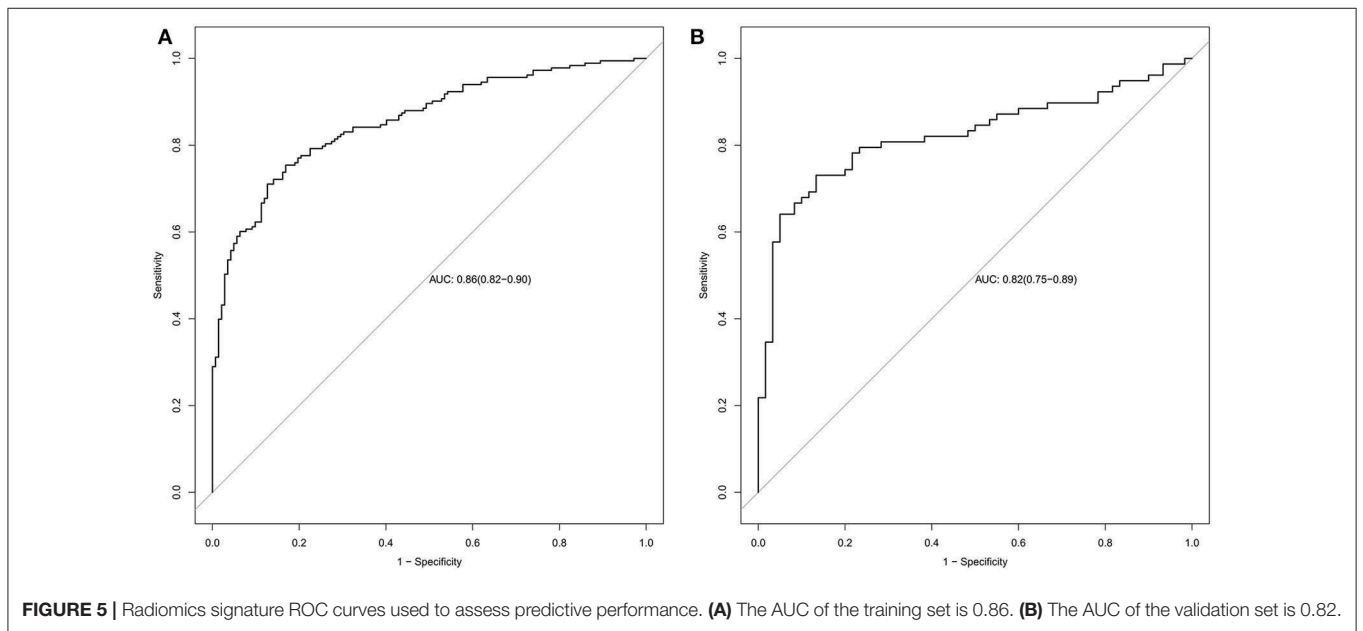 A
1.0
0.8
0.6
0.4
0.2
0.0
Sensitivity
AUC: 0.86(0.82−0.90)
0.0 0.2 0.4 0.6 0.8 1.0
1 − Specificity
B
1.0
0.8
0.6
0.4
0.2
0.0
Sensitivity
AUC: 0.82(0.75−0.89)
0.0 0.2 0.4 0.6 0.8 1.0
1 − Specificity
FIGURE 5 | Radiomics signature ROC curves used to assess predictive performance. (A) The AUC of the training set is 0.86. (B) The AUC of the validation set is 0.82.